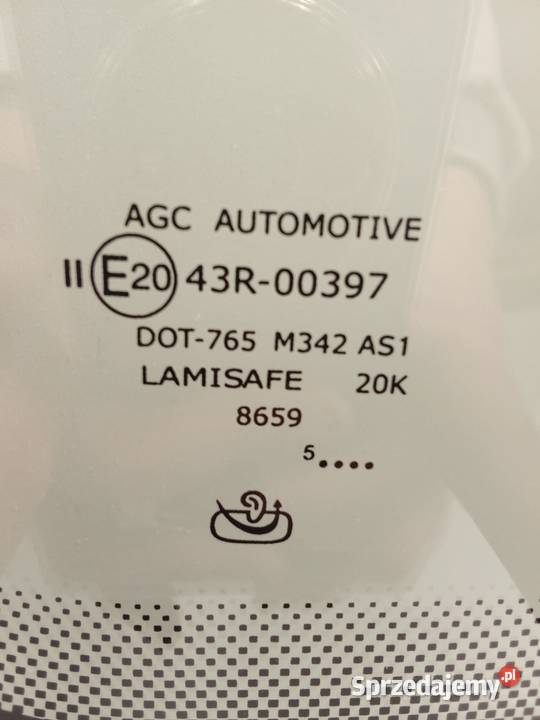 AGC AUTOMOTIVE
II E20 43R-00397
DOT-765 M342 AS1
LAMISAFE 20K
8659
5....
Sprzedajemy.pl